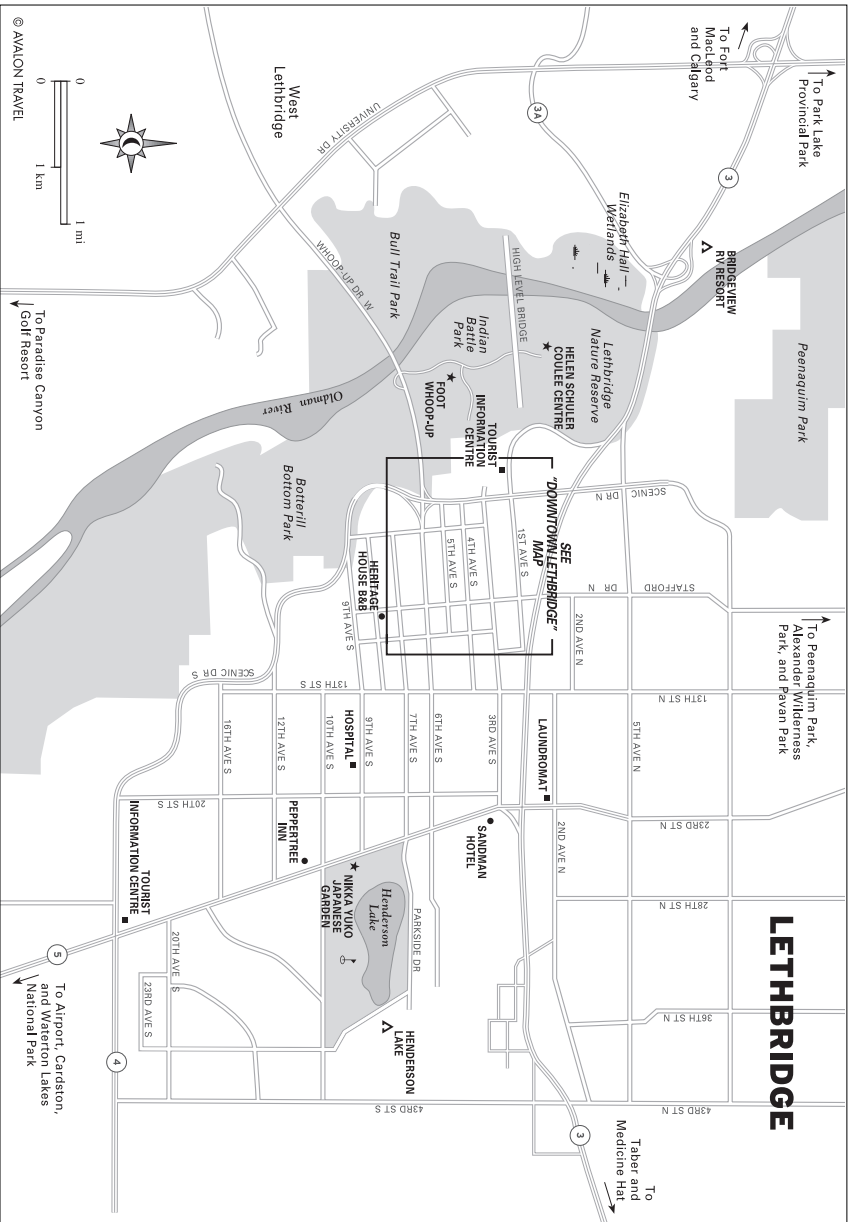 LETHBRIDGE
To Park Lake
Provincial Park
To Fort
MacLeod
and Calgary
3
3A
BRIDGEVIEW
RV RESORT
Peenaquim Park
To Peenaquim Park,
Alexander Wilderness
Park, and Pavan Park
Elizabeth Hall
Wetlands
Lethbridge
Nature Reserve
HIGH LEVEL BRIDGE
HELEN SCHULER
COULEE CENTRE
Indian
Battle
Park
Bull Trail Park
FOOT
WHOOP-UP
TOURIST
INFORMATION
CENTRE
UNIVERSITY DR
West
Lethbridge
WHOOP-UP DR W
To Paradise Canyon
Golf Resort
Oldman River
Botterill
Bottom Park
SCENIC DR N
STAFFORD DR N
SEE
"DOWNTOWN LETHBRIDGE"
MAP
1ST AVE S
4TH AVE S
5TH AVE S
9TH AVE S
HERITAGE
HOUSE B&B
2ND AVE N
13TH ST N
5TH AVE N
13TH ST S
SCENIC DR S
LAUNDROMAT
2ND AVE N
23RD ST N
28TH ST N
36TH ST N
43RD ST N
3RD AVE S
6TH AVE S
7TH AVE S
9TH AVE S
HOSPITAL
10TH AVE S
12TH AVE S
16TH AVE S
20TH ST S
SANDMAN
HOTEL
PEPPERTREE
INN
NIKKA YUKO
JAPANESE
GARDEN
Henderson
Lake
PARKSIDE DR
HENDERSON
LAKE
43RD ST S
3
To
Taber and
Medicine Hat
TOURIST
INFORMATION CENTRE
20TH AVE S
23RD AVE S
4
5
To Airport, Cardston,
and Waterton Lakes
National Park
0 1 mi
0 1 km
© AVALON TRAVEL